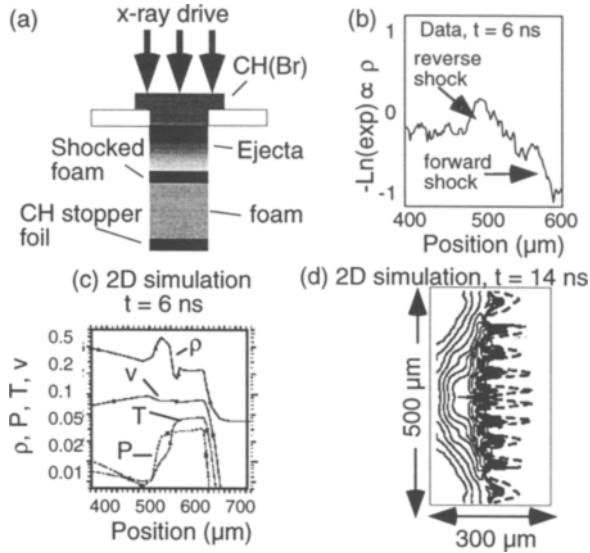 (a)
x-ray drive
CH(Br)
Shocked
foam
Ejecta
CH stopper
foil
foam
(b)
Data, t = 6 ns
reverse
shock
forward
shock
-Ln(exp) ∝ ρ
1
0
-1
400 500 600
Position (µm)
(c) 2D simulation
t = 6 ns
ρ, P, T, v
0.5
0.2
0.1
0.05
0.02
0.01
ρ
v
T
P
400 500 600 700
Position (µm)
(d) 2D simulation, t = 14 ns
500 µm
300 µm